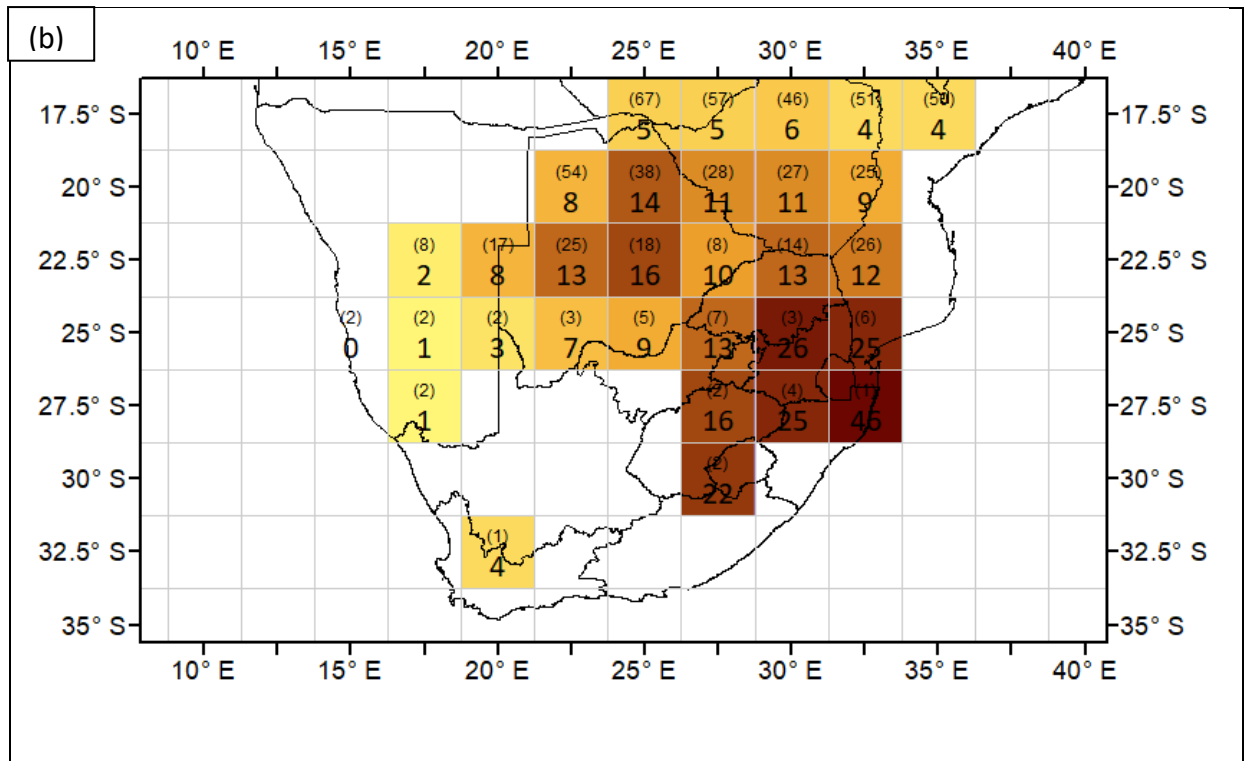 (b)
10° E 15° E 20° E 25° E 30° E 35° E 40° E
(67) (57) (46) (51)
17.5° S 5 5 6 4 4 17.5° S
(54) (38) (28) (27) (25)
20° S 8 14 11 11 9 20° S
(8) (17) (25) (18) (8) (14) (26)
22.5° S 2 8 13 16 10 13 12 22.5° S
(2) (2) (2) (3) (5) (7) (3) (6)
25° S 0 1 3 7 9 13 26 25 25° S
(2) (2) (4) (1)
27.5° S 1 16 25 46 27.5° S
(2)
30° S 22 30° S
(1)
32.5° S 4 32.5° S
35° S 35° S
10° E 15° E 20° E 25° E 30° E 35° E 40° E